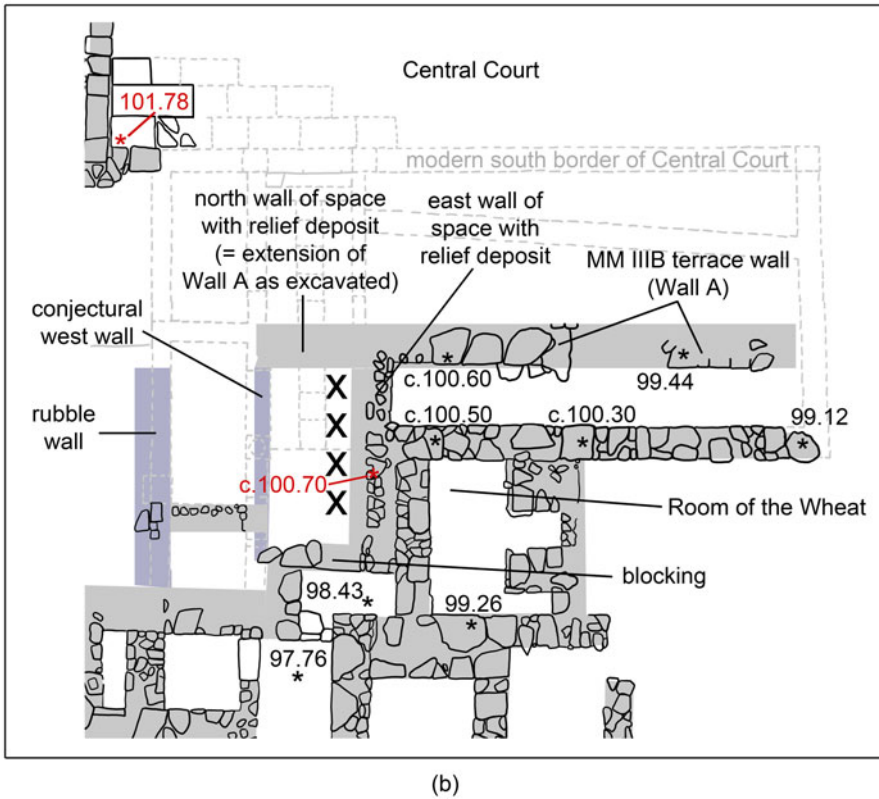 Central Court
101.78
*
modern south border of Central Court
north wall of space
with relief deposit
(= extension of
Wall A as excavated)
east wall of
space with
relief deposit
MM IIIB terrace wall
(Wall A)
conjectural
west wall
rubble
wall
*
*
c.100.60
99.44
X
X
X
X
c.100.50
c.100.30
99.12
*
*
*
c.100.70
*
Room of the Wheat
blocking
98.43
*
99.26
*
97.76
*
(b)